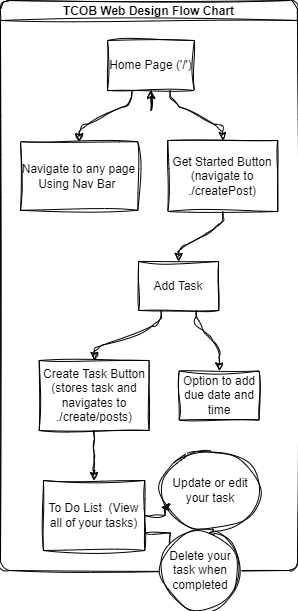 TCOB Web Design Flow Chart
Home Page ('/')
Navigate to any page
Using Nav Bar
Get Started Button
(navigate to
./createPost)
Add Task
Create Task Button
(stores task and
navigates to
./create/posts)
Option to add
due date and
time
To Do List  (View
all of your tasks)
Update or edit
your task
Delete your
task when
completed